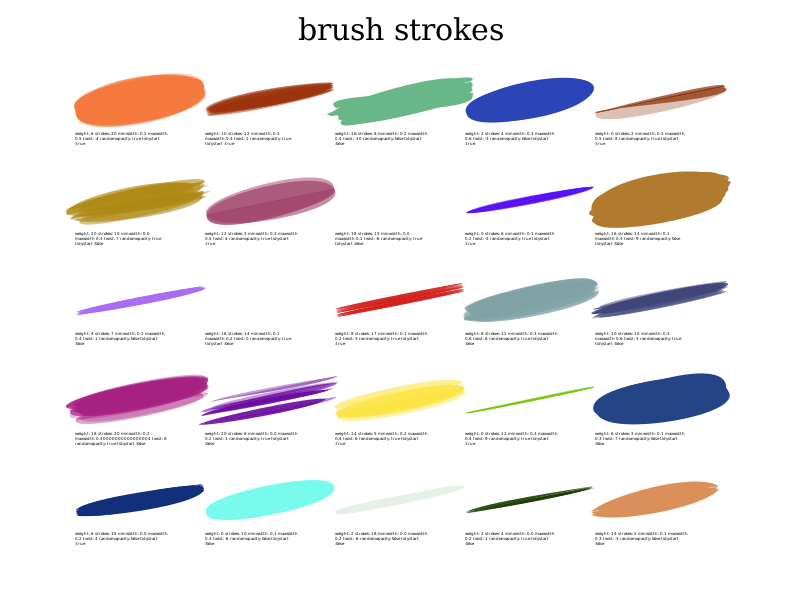 brush strokes
weight: 6 strokes: 20 minwidth: 0.2 maxwidth
0.5 twist: 4 randomopacity: true tidystart
:true
weight: 10 strokes: 12 minwidth: 0.3
maxwidth 0.4 twist: 1 randomopacity: true
tidystart :true
weight: 16 strokes: 8 minwidth: 0.2 maxwidth
0.4 twist: -10 randomopacity: false tidystart
:false
weight: 2 strokes: 4 minwidth: 0.3 maxwidth
0.6 twist: -3 randomopacity: false tidystart
:true
weight: 0 strokes: 2 minwidth: 0.3 maxwidth
0.5 twist: 8 randomopacity: true tidystart
:true
weight: 20 strokes: 10 minwidth: 0.0
maxwidth 0.3 twist: 7 randomopacity: true
tidystart :false
weight: 12 strokes: 3 minwidth: 0.3 maxwidth
0.5 twist: 4 randomopacity: true tidystart
:true
weight: 18 strokes: 15 minwidth: 0.0
maxwidth 0.1 twist: 6 randomopacity: true
tidystart :false
weight: 0 strokes: 6 minwidth: 0.1 maxwidth
0.2 twist: -3 randomopacity: false tidystart
:true
weight: 16 strokes: 14 minwidth: 0.1
maxwidth 0.3 twist: 9 randomopacity: false
tidystart :false
weight: 4 strokes: 7 minwidth: 0.2 maxwidth
0.4 twist: 1 randomopacity: false tidystart
:false
weight: 16 strokes: 14 minwidth: 0.1
maxwidth 0.2 twist: 0 randomopacity: true
tidystart :false
weight: 8 strokes: 17 minwidth: 0.1 maxwidth
0.2 twist: 3 randomopacity: false tidystart
:true
weight: 8 strokes: 12 minwidth: 0.3 maxwidth
0.6 twist: 8 randomopacity: false tidystart
:false
weight: 10 strokes: 15 minwidth: 0.3
maxwidth 0.6 twist: 3 randomopacity: true
tidystart :true
weight: 18 strokes: 20 minwidth: 0.2
maxwidth 0.30000000000000004 twist: 6
randomopacity: true tidystart :false
weight: 20 strokes: 8 minwidth: 0.0 maxwidth
0.2 twist: 3 randomopacity: true tidystart
:false
weight: 14 strokes: 5 minwidth: 0.2 maxwidth
0.4 twist: 6 randomopacity: true tidystart
:true
weight: 0 strokes: 12 minwidth: 0.3 maxwidth
0.4 twist: 9 randomopacity: true tidystart
:true
weight: 6 strokes: 3 minwidth: 0.1 maxwidth
0.3 twist: 7 randomopacity: false tidystart
:false
weight: 6 strokes: 15 minwidth: 0.0 maxwidth
0.2 twist: 4 randomopacity: true tidystart
:true
weight: 0 strokes: 10 minwidth: 0.1 maxwidth
0.3 twist: -6 randomopacity: false tidystart
:false
weight: 2 strokes: 18 minwidth: 0.0 maxwidth
0.3 twist: -6 randomopacity: true tidystart
:false
weight: 2 strokes: 4 minwidth: 0.0 maxwidth
0.2 twist: 1 randomopacity: true tidystart
:false
weight: 14 strokes: 2 minwidth: 0.1 maxwidth
0.3 twist: -3 randomopacity: false tidystart
:false